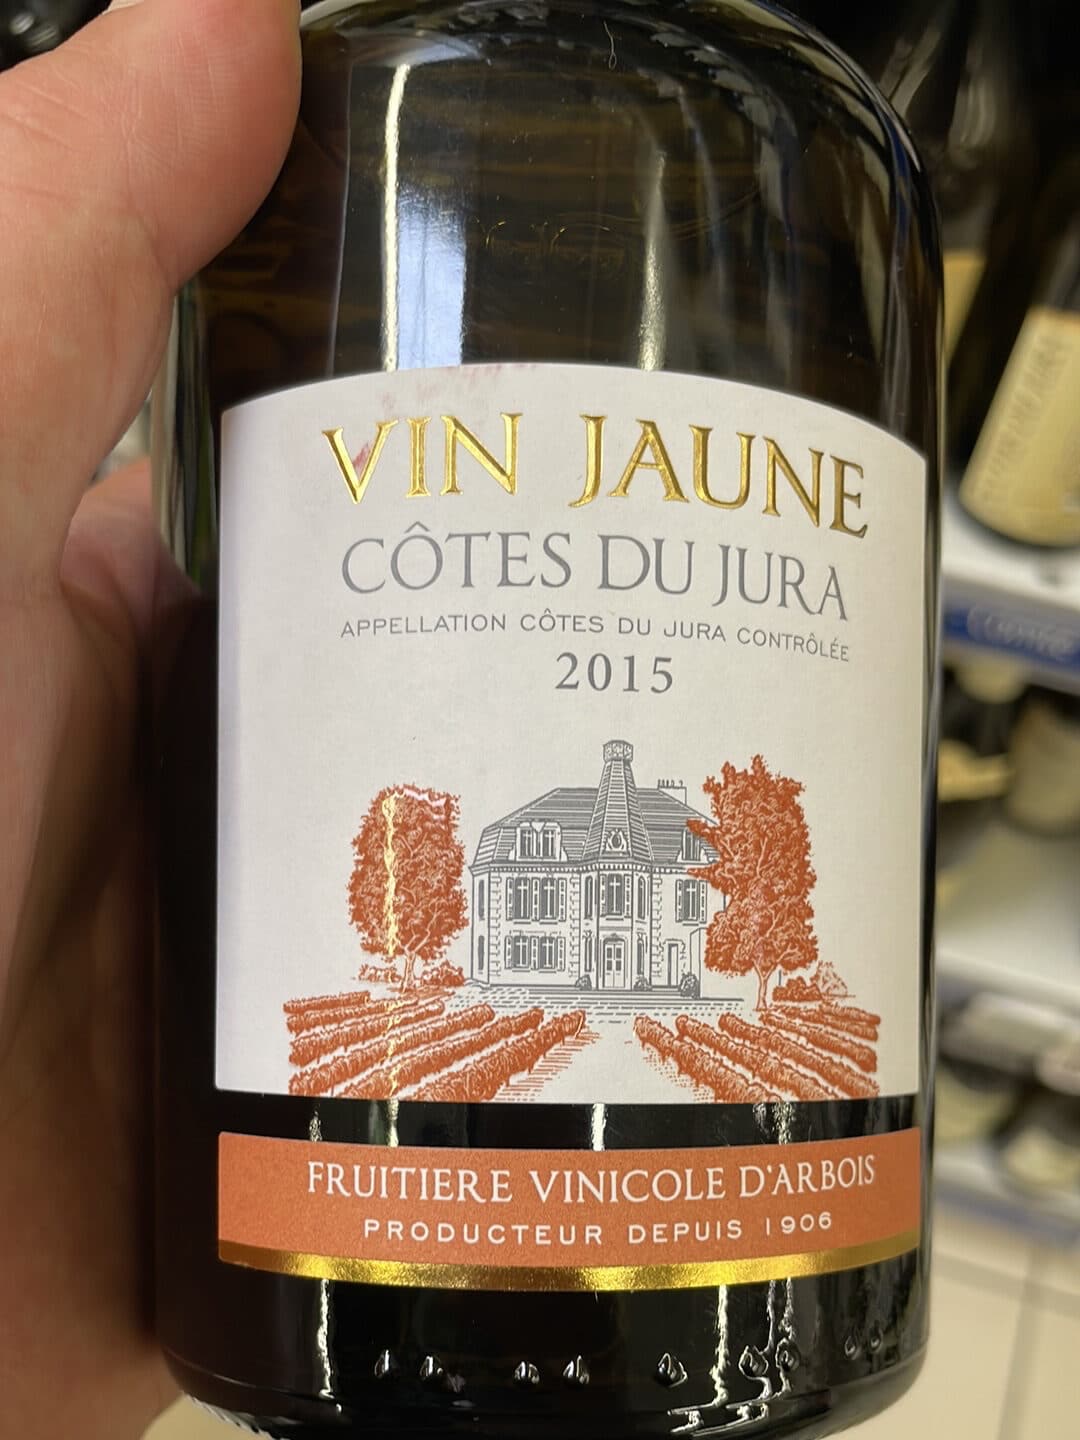 VIN JAUNE
CÔTES DU JURA
APPELLATION CÔTES DU JURA CONTRÔLÉE
2015
FRUITIERE VINICOLE D'ARBOIS
PRODUCTEUR DEPUIS 1906